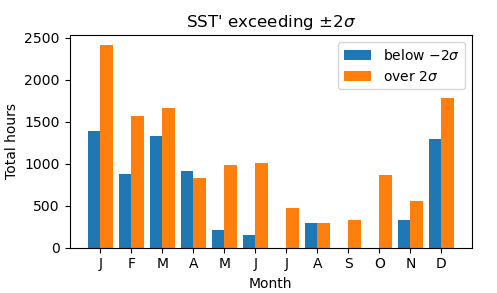 SST' exceeding ±2σ
below −2σ
over 2σ
Total hours
2500
2000
1500
1000
500
0
J F M A M J J A S O N D
Month